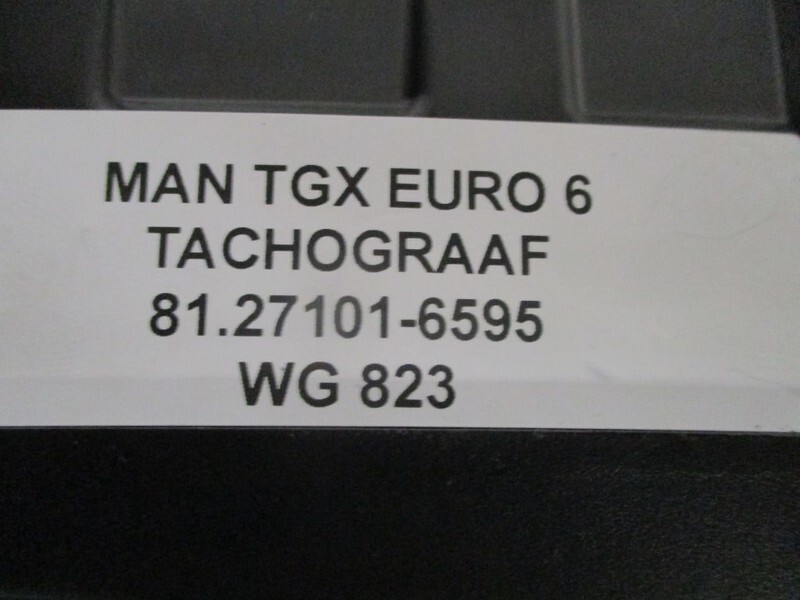 MAN TGX EURO 6
TACHOGRAAF
81.27101-6595
WG 823